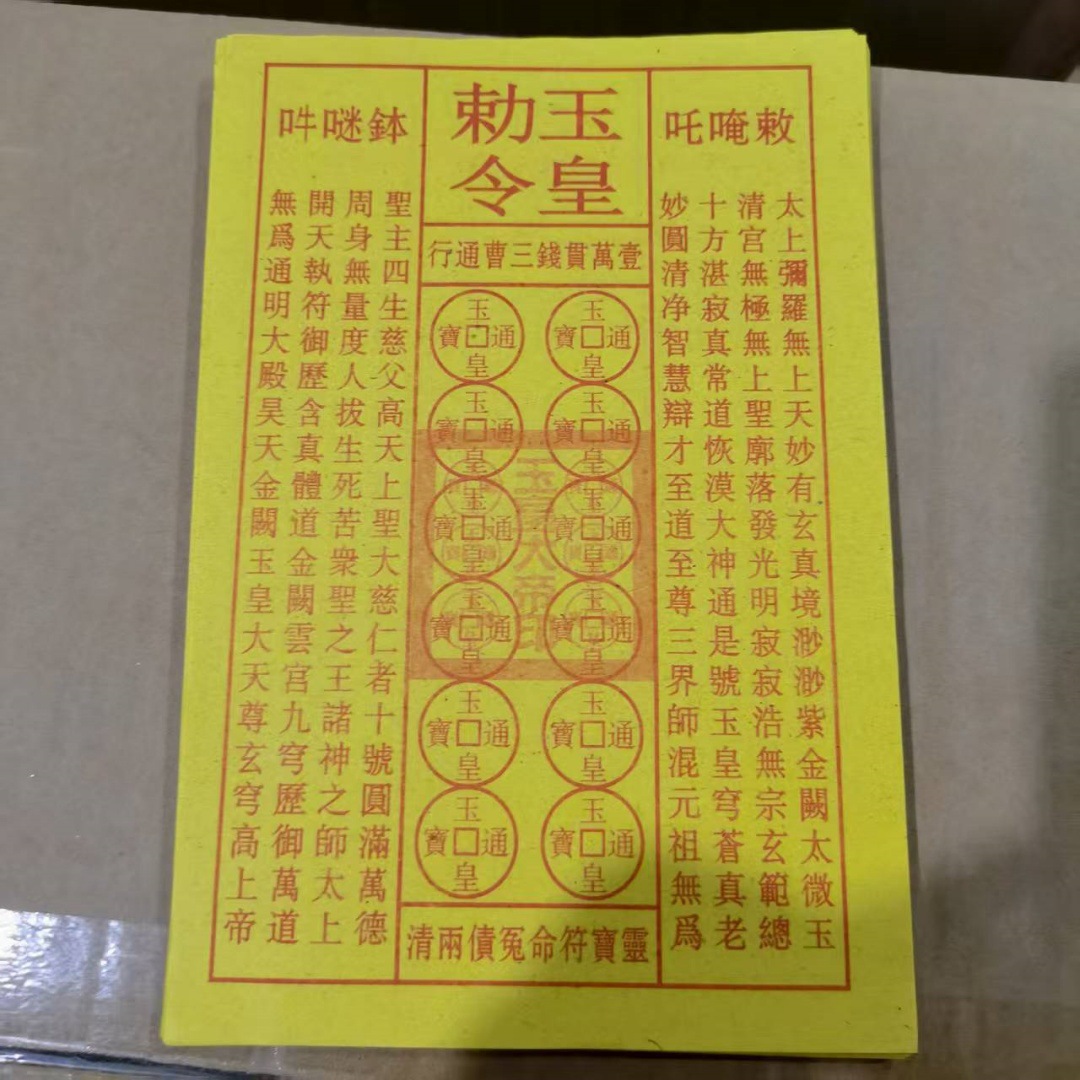 敕唵吒
太上彌羅無上天妙有玄真境渺渺紫金闕太微玉
清宮無極無上聖廓落發光明寂寂浩無宗玄範總
十方湛寂真常道恢漠大神通是號玉皇穹蒼真老
妙圓清净智慧辯才至道至尊三界師混元祖無爲
玉皇
勅令
壹萬貫錢三曹通行
玉皇通寶
玉皇通寶
玉皇通寶
玉皇通寶
玉皇通寶
玉皇通寶
玉皇通寶
玉皇通寶
玉皇通寶
玉皇通寶
玉皇通寶
玉皇通寶
玉皇大帝印
靈寶符命冤債兩清
鉢吽
聖主四生慈父高天上聖大慈仁者十號圓滿萬德
周身無量度人拔生死苦衆聖之王諸神之師太上
開天執符御歷含真體道金闕雲宮九穹歷御萬道
無爲通明大殿昊天金闕玉皇大天尊玄穹高上帝